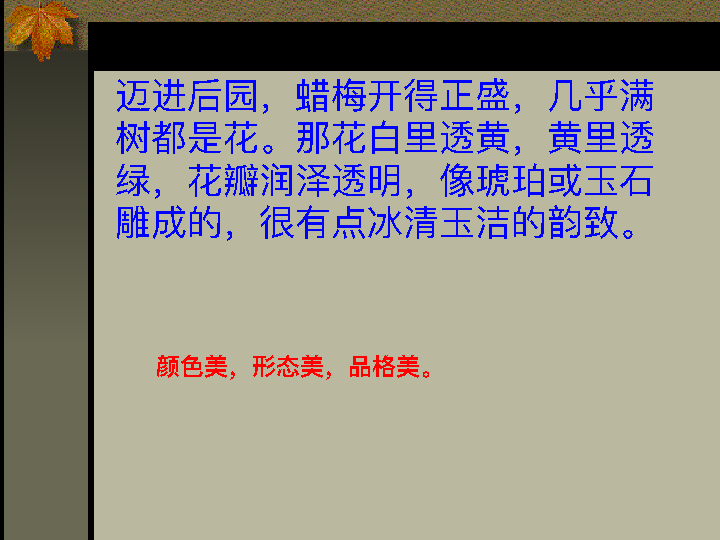 迈进后园，蜡梅开得正盛，几乎满
树都是花。那花白里透黄，黄里透
绿，花瓣润泽透明，像琥珀或玉石
雕成的，很有点冰清玉洁的韵致。
颜色美，形态美，品格美。